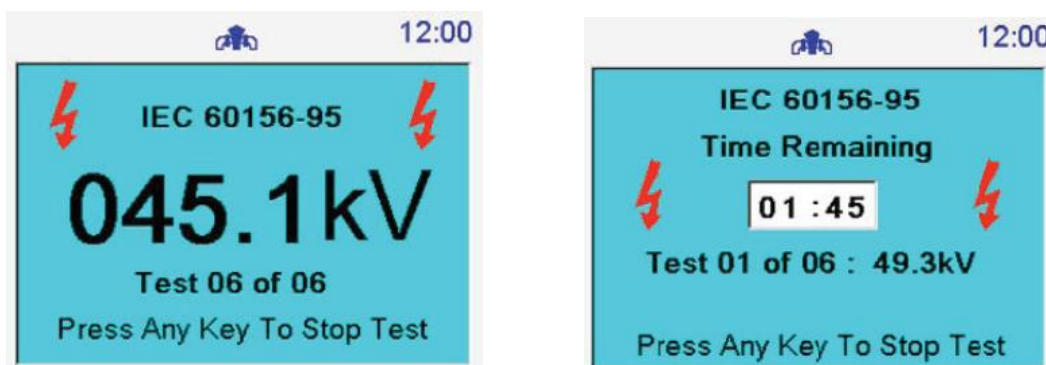 12:00
IEC 60156-95
045.1kV
Test 06 of 06
Press Any Key To Stop Test
12:00
IEC 60156-95
Time Remaining
01 :45
Test 01 of 06 : 49.3kV
Press Any Key To Stop Test